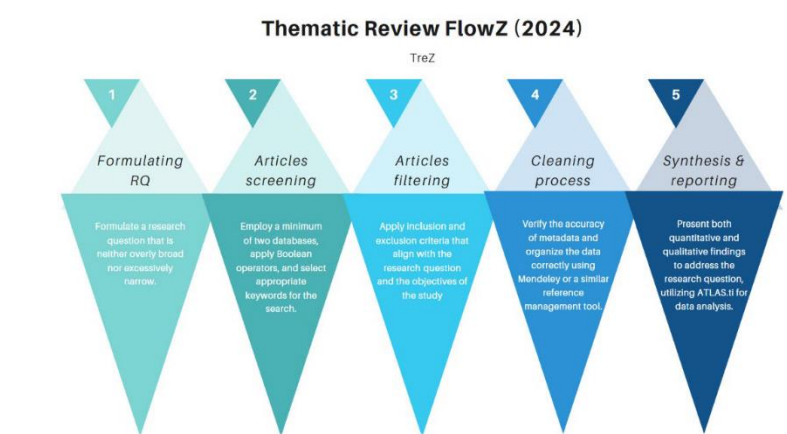 Thematic Review FlowZ (2024)
TreZ
1
Formulating
RQ
Formulate a research
question that is
neither overly broad
nor excessively
narrow.
2
Articles
screening
Employ a minimum
of two databases,
apply Boolean
operators, and select
appropriate
keywords for the
search.
3
Articles
filtering
Apply inclusion and
exclusion criteria that
align with the
research question
and the objectives of
the study
4
Cleaning
process
Verify the accuracy
of metadata and
organize the data
correctly using
Mendeley or a similar
reference
management tool.
5
Synthesis &
reporting
Present both
quantitative and
qualitative findings
to address the
research question,
utilizing ATLAS.ti for
data analysis.